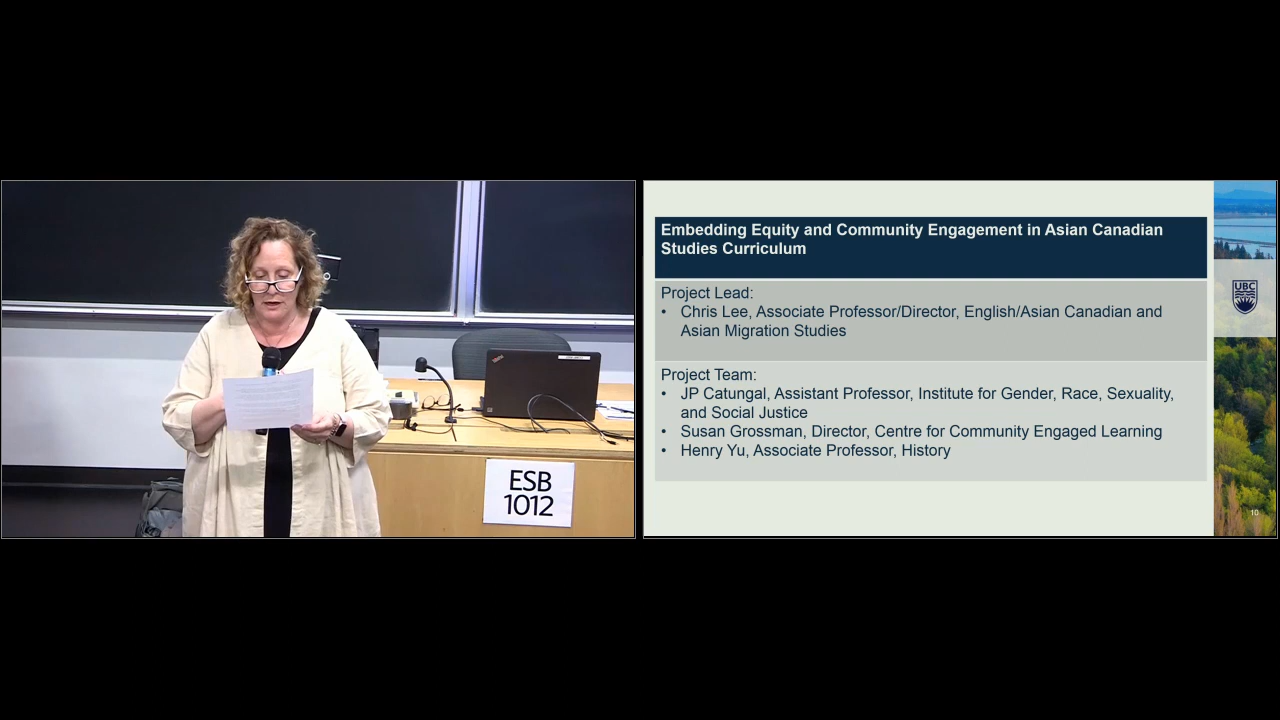 ESB
1012
Embedding Equity and Community Engagement in Asian Canadian
Studies Curriculum
Project Lead:
• Chris Lee, Associate Professor/Director, English/Asian Canadian and
Asian Migration Studies
Project Team:
• JP Catungal, Assistant Professor, Institute for Gender, Race, Sexuality,
and Social Justice
• Susan Grossman, Director, Centre for Community Engaged Learning
• Henry Yu, Associate Professor, History
UBC
10